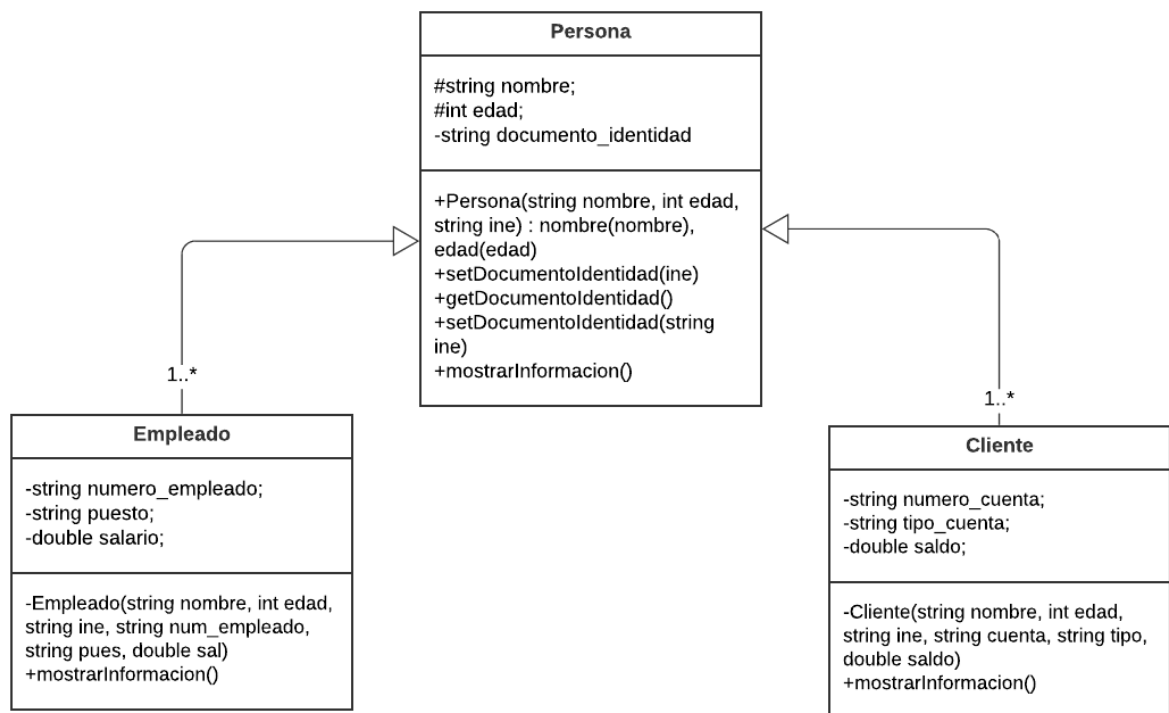 Persona
#string nombre;
#int edad;
-string documento_identidad
+Persona(string nombre, int edad,
string ine) : nombre(nombre),
edad(edad)
+setDocumentoIdentidad(ine)
+getDocumentoIdentidad()
+setDocumentoIdentidad(string
ine)
+mostrarInformacion()
1..*
Empleado
-string numero_empleado;
-string puesto;
-double salario;
-Empleado(string nombre, int edad,
string ine, string num_empleado,
string pues, double sal)
+mostrarInformacion()
1..*
Cliente
-string numero_cuenta;
-string tipo_cuenta;
-double saldo;
-Cliente(string nombre, int edad,
string ine, string cuenta, string tipo,
double saldo)
+mostrarInformacion()